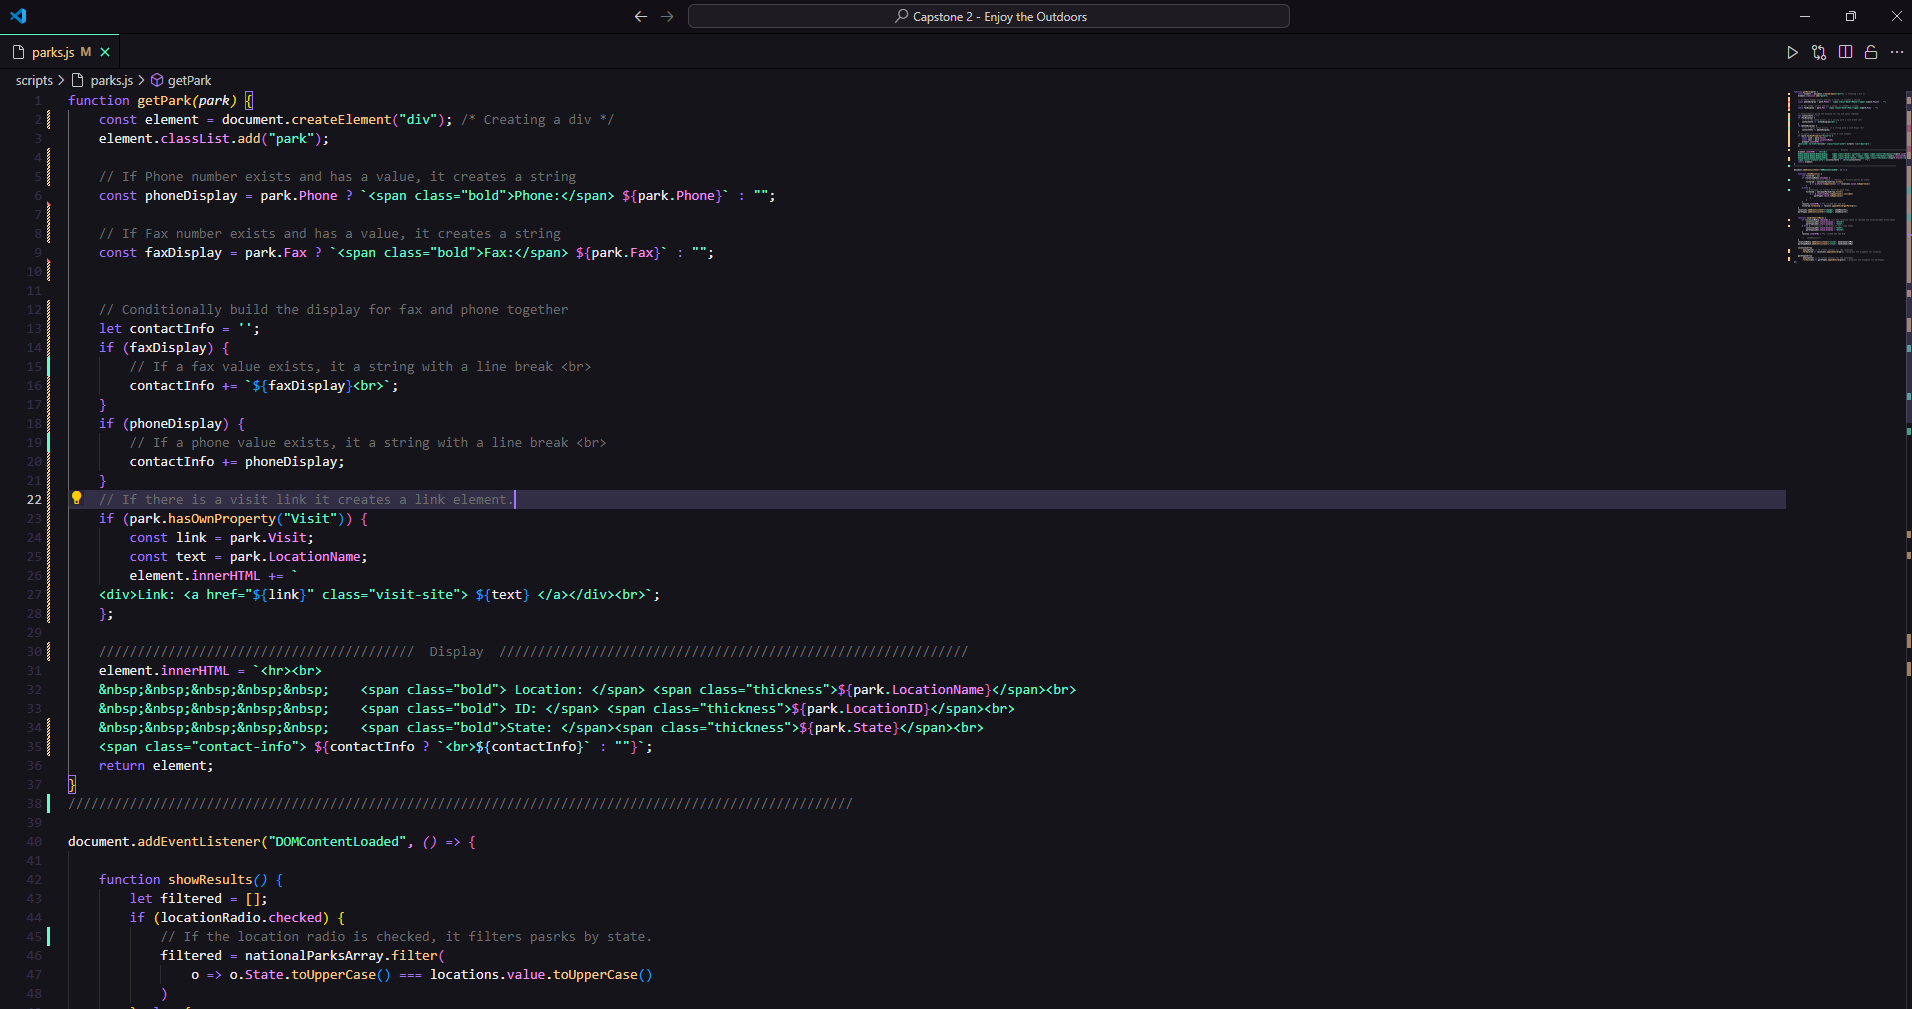 Capstone 2 - Enjoy the Outdoors
parks.js M
scripts > parks.js > getPark
1 function getPark(park) {
2     const element = document.createElement("div"); /* Creating a div */
3     element.classList.add("park");
4
5     // If Phone number exists and has a value, it creates a string
6     const phoneDisplay = park.Phone ? `<span class="bold">Phone:</span> ${park.Phone}` : "";
7
8     // If Fax number exists and has a value, it creates a string
9     const faxDisplay = park.Fax ? `<span class="bold">Fax:</span> ${park.Fax}` : "";
10
11
12     // Conditionally build the display for fax and phone together
13     let contactInfo = '';
14     if (faxDisplay) {
15         // If a fax value exists, it a string with a line break <br>
16         contactInfo += `${faxDisplay}<br>`;
17     }
18     if (phoneDisplay) {
19         // If a phone value exists, it a string with a line break <br>
20         contactInfo += phoneDisplay;
21     }
22     // If there is a visit link it creates a link element.
23     if (park.hasOwnProperty("Visit")) {
24         const link = park.Visit;
25         const text = park.LocationName;
26         element.innerHTML += `
27     <div>Link: <a href="${link}" class="visit-site"> ${text} </a></div><br>`;
28     };
29
30     /////////////////////////////////////////  Display  /////////////////////////////////////////////////////////////
31     element.innerHTML = `<hr><br>
32     &nbsp;&nbsp;&nbsp;&nbsp;&nbsp;    <span class="bold"> Location: </span> <span class="thickness">${park.LocationName}</span><br>
33     &nbsp;&nbsp;&nbsp;&nbsp;&nbsp;    <span class="bold"> ID: </span> <span class="thickness">${park.LocationID}</span><br>
34     &nbsp;&nbsp;&nbsp;&nbsp;&nbsp;    <span class="bold">State: </span><span class="thickness">${park.State}</span><br>
35     <span class="contact-info"> ${contactInfo ? `<br>${contactInfo}` : ""}`;
36     return element;
37 }
38 //////////////////////////////////////////////////////////////////////////////////////////////////////
39
40 document.addEventListener("DOMContentLoaded", () => {
41
42     function showResults() {
43         let filtered = [];
44         if (locationRadio.checked) {
45             // If the location radio is checked, it filters pasrks by state.
46             filtered = nationalParksArray.filter(
47                 o => o.State.toUpperCase() === locations.value.toUpperCase()
48             )